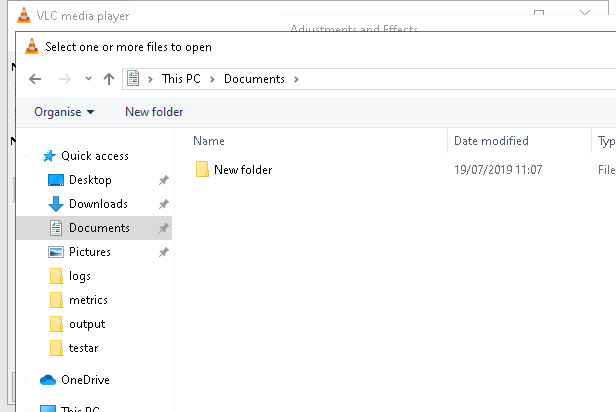 VLC media player
Adjustments and Effects
Select one or more files to open
This PC > Documents >
Organise New folder
Name Date modified
New folder 19/07/2019 11:07
Quick access
Desktop
Downloads
Documents
Pictures
logs
metrics
output
testar
OneDrive
This PC